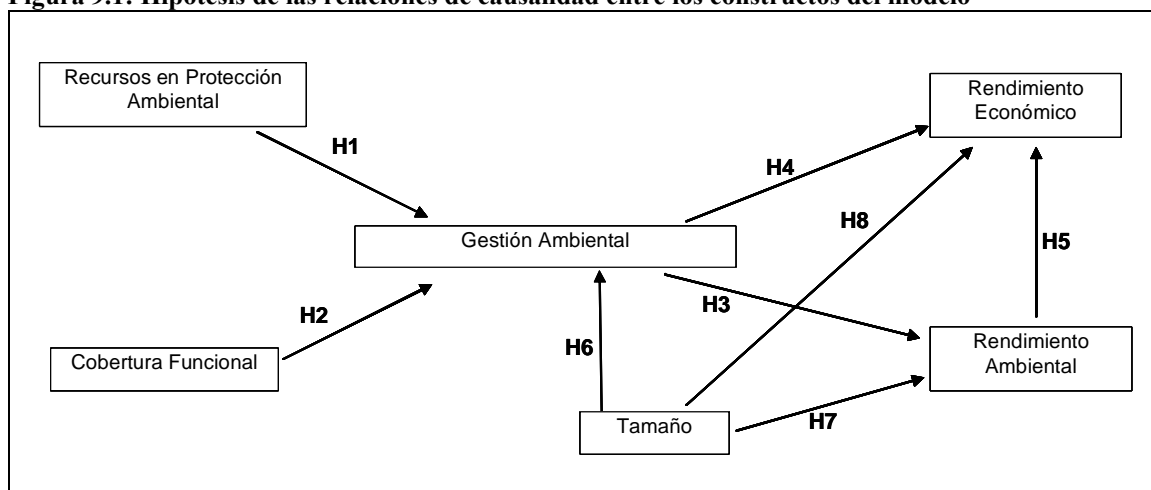 Figura 9.1: Hipótesis de las relaciones de causalidad entre los constructos del modelo
Recursos en Protección
Ambiental
Rendimiento
Económico
H1
H4
H8
Gestión Ambiental
H5
H2
H3
H6
Cobertura Funcional
Rendimiento
Ambiental
Tamaño
H7